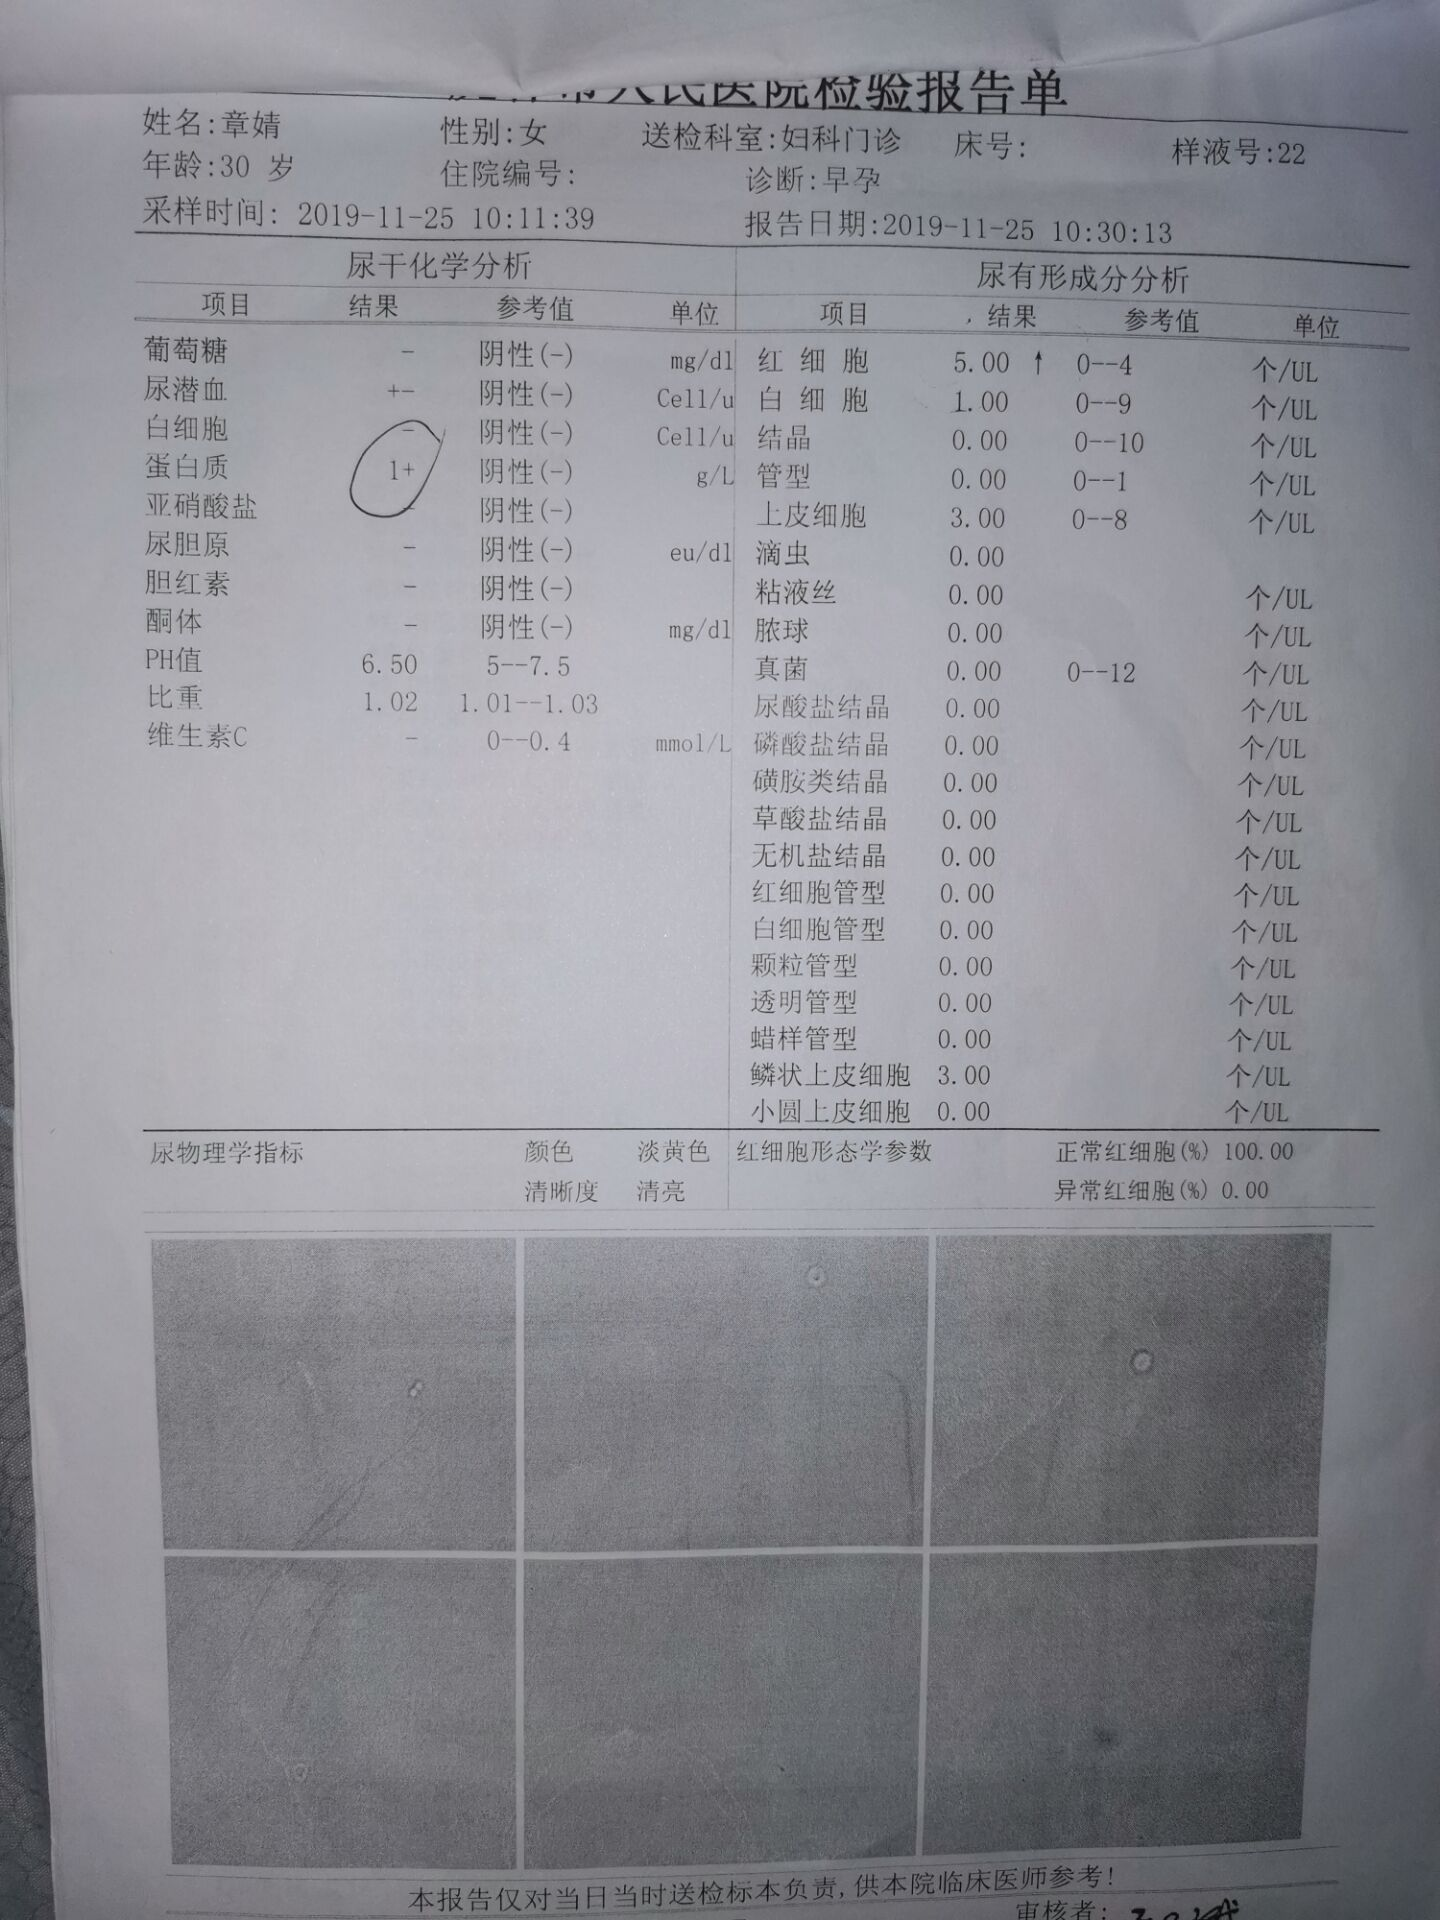 人民医院检验报告单
姓名:章婧 性别:女 送检科室:妇科门诊 床号: 样液号:22
年龄:30 岁 住院编号: 诊断:早孕
采样时间: 2019-11-25 10:11:39 报告日期:2019-11-25 10:30:13
尿干化学分析 尿有形成分分析
项目 结果 参考值 单位 项目 结果 参考值 单位
葡萄糖 - 阴性(-) mg/dl 红细胞 5.00 ↑ 0--4 个/UL
尿潜血 +- 阴性(-) Cell/u 白细胞 1.00 0--9 个/UL
白细胞 - 阴性(-) Cell/u 结晶 0.00 0--10 个/UL
蛋白质 1+ 阴性(-) g/L 管型 0.00 0--1 个/UL
亚硝酸盐 - 阴性(-) 上皮细胞 3.00 0--8 个/UL
尿胆原 - 阴性(-) eu/dl 滴虫 0.00
胆红素 - 阴性(-) 粘液丝 0.00 个/UL
酮体 - 阴性(-) mg/dl 脓球 0.00 个/UL
PH值 6.50 5--7.5 真菌 0.00 0--12 个/UL
比重 1.02 1.01--1.03 尿酸盐结晶 0.00 个/UL
维生素C - 0--0.4 mmol/L 磷酸盐结晶 0.00 个/UL
磺胺类结晶 0.00 个/UL
草酸盐结晶 0.00 个/UL
无机盐结晶 0.00 个/UL
红细胞管型 0.00 个/UL
白细胞管型 0.00 个/UL
颗粒管型 0.00 个/UL
透明管型 0.00 个/UL
蜡样管型 0.00 个/UL
鳞状上皮细胞 3.00 个/UL
小圆上皮细胞 0.00 个/UL
尿物理学指标 颜色 淡黄色 红细胞形态学参数 正常红细胞(%) 100.00
清晰度 清亮 异常红细胞(%) 0.00
本报告仅对当日当时送检标本负责,供本院临床医师参考!
审核者: